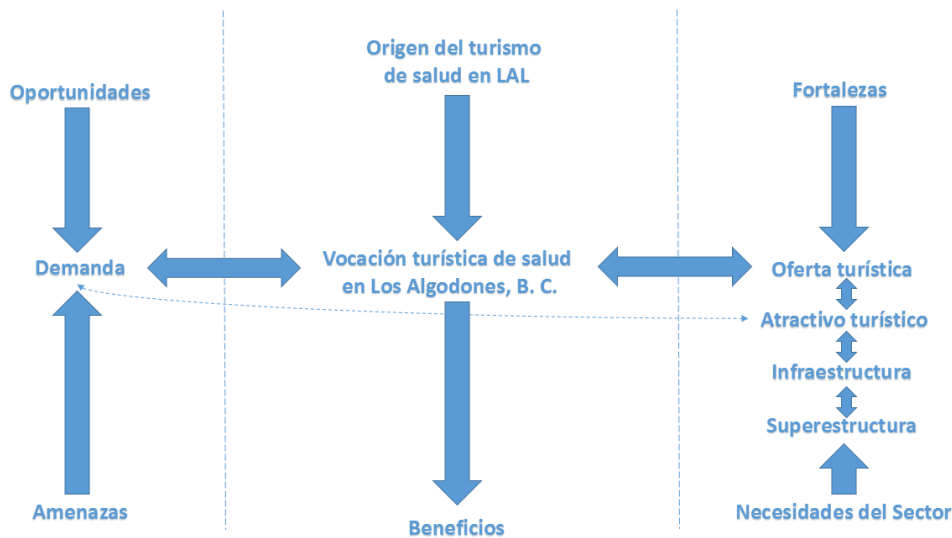 Origen del turismo
de salud en LAL
Oportunidades
Fortalezas
Demanda
Vocación turística de salud
en Los Algodones, B. C.
Oferta turística
Atractivo turístico
Infraestructura
Superestructura
Amenazas
Beneficios
Necesidades del Sector